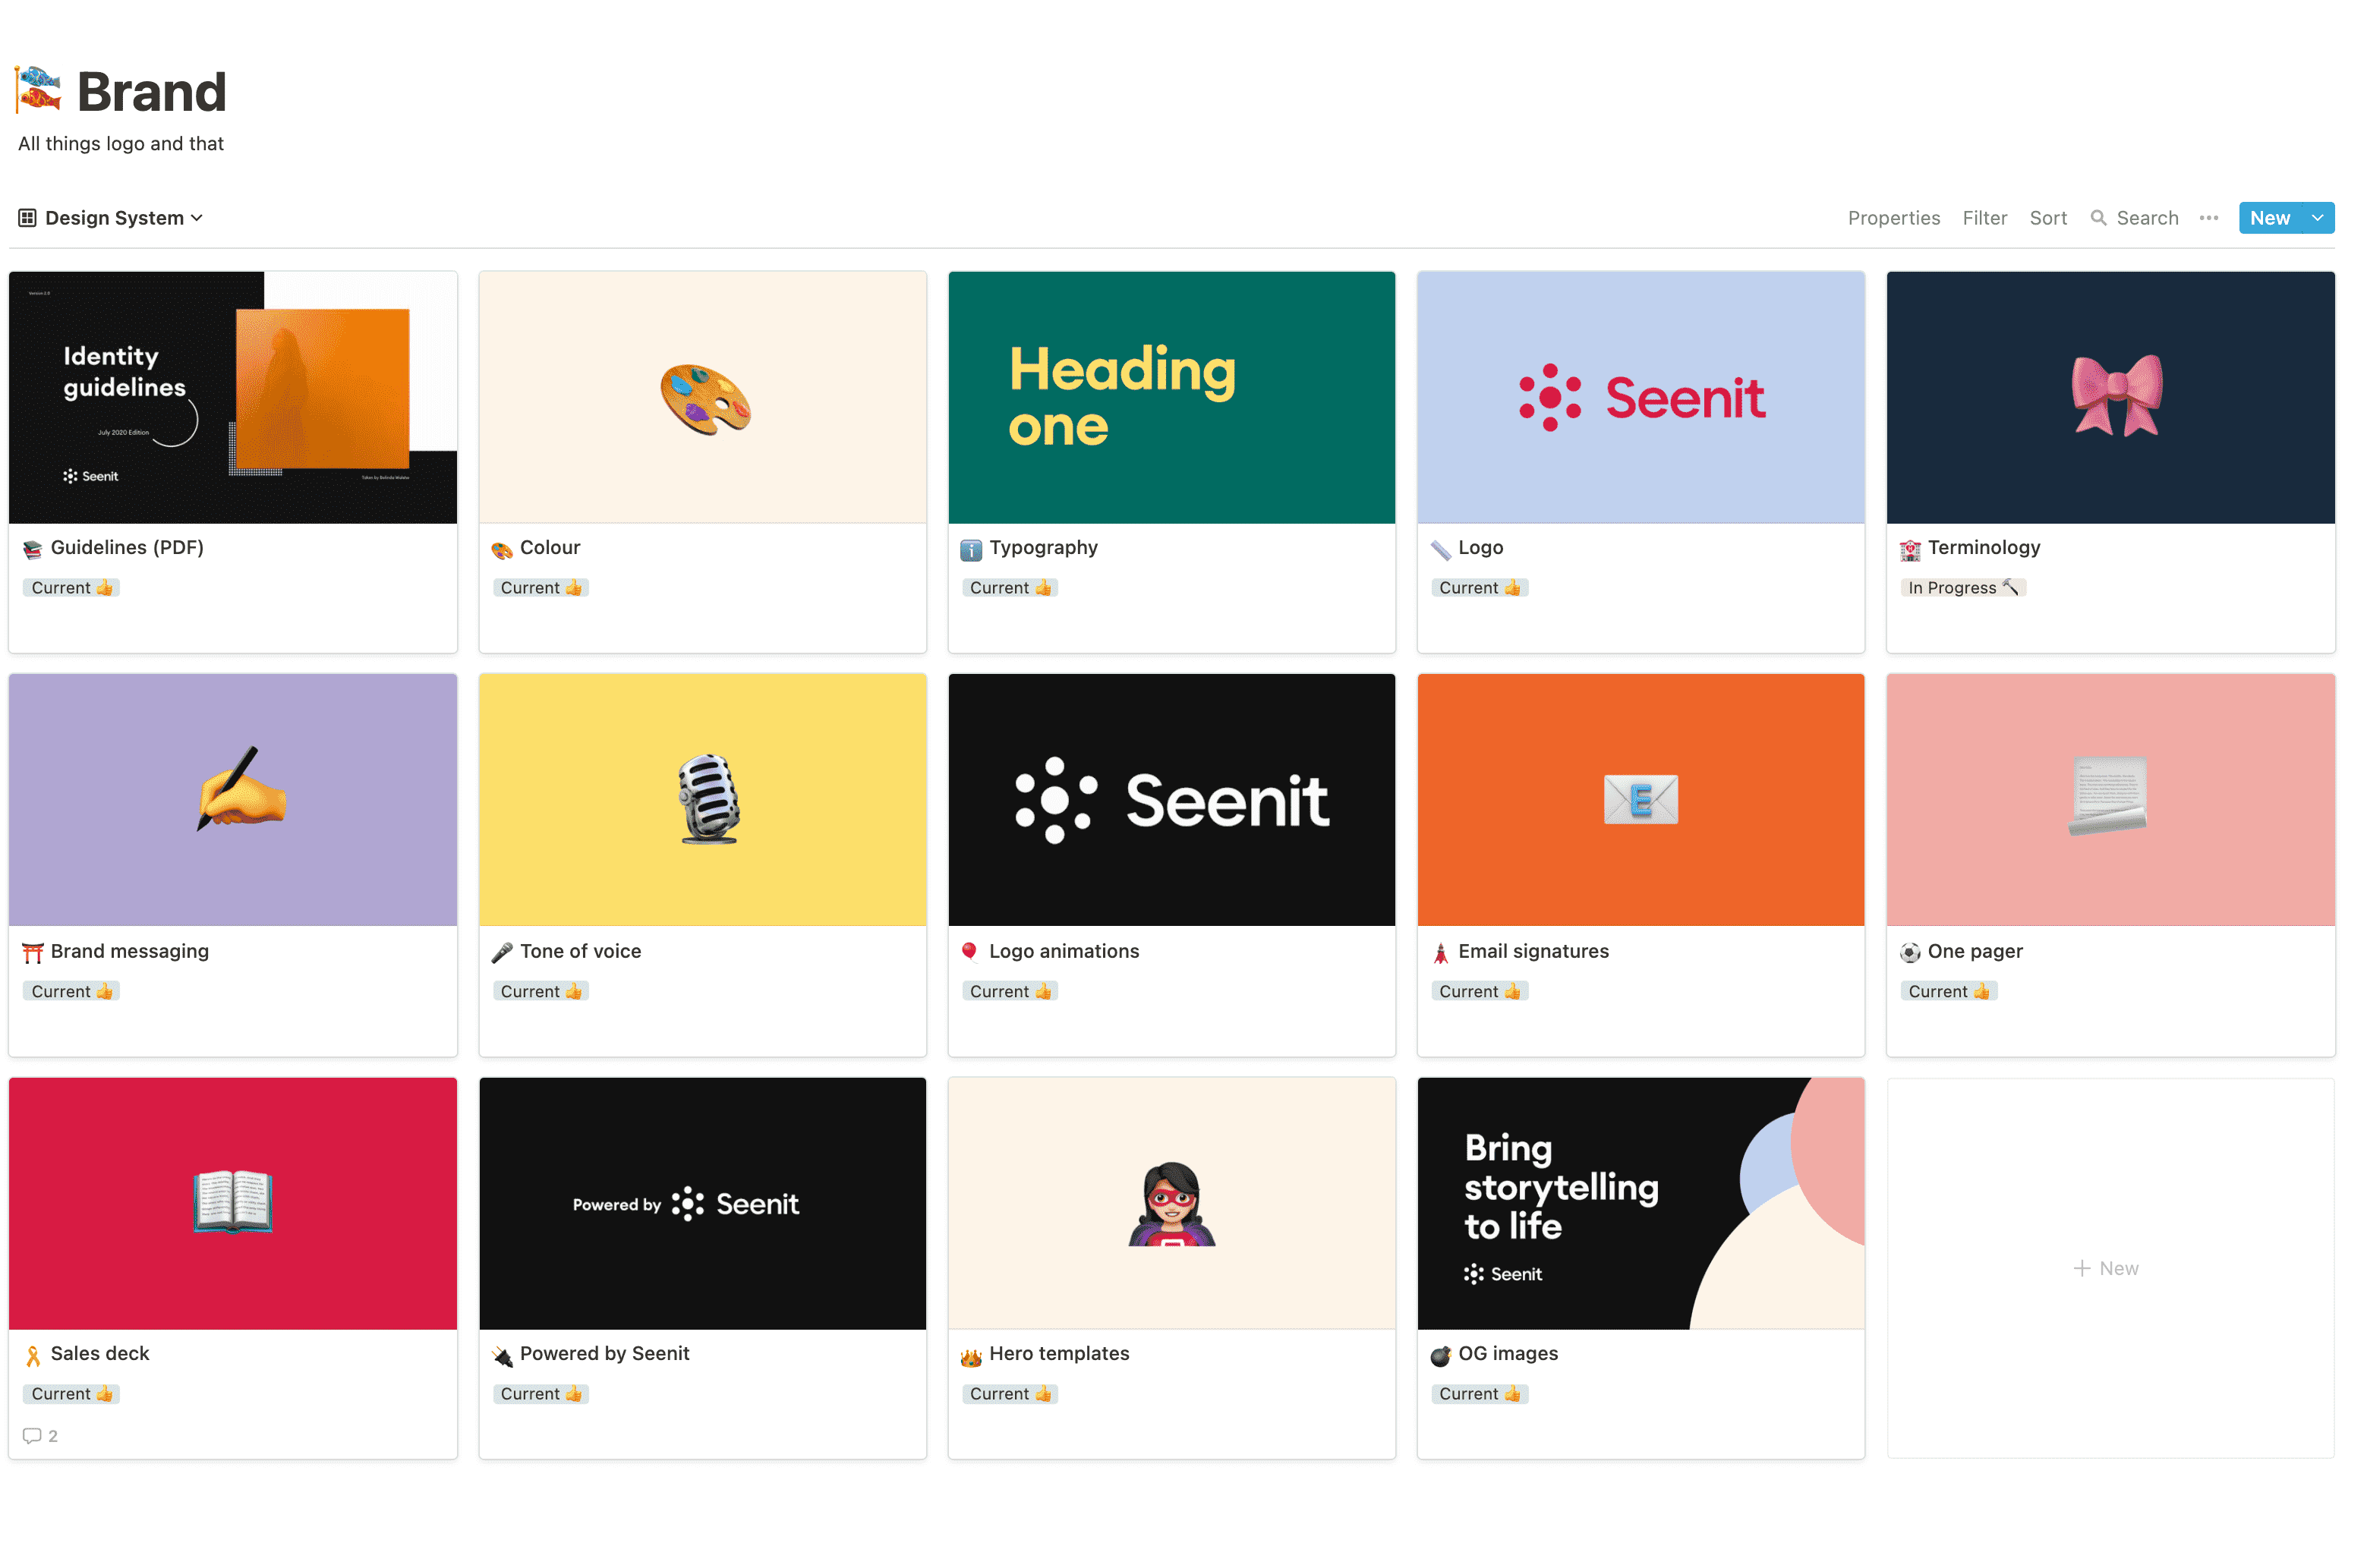 Brand
All things logo and that
Design System
Properties Filter Sort Search New
Version 2.0
Identity
guidelines
July 2020 Edition
Seenit
Heading
one
Seenit
Guidelines (PDF)
Colour
Typography
Logo
Terminology
Current 👍
Current 👍
Current 👍
Current 👍
In Progress 🔨
Seenit
E
Brand messaging
Tone of voice
Logo animations
Email signatures
One pager
Current 👍
Current 👍
Current 👍
Current 👍
Current 👍
Powered by Seenit
Bring
storytelling
to life
Seenit
+ New
Sales deck
Powered by Seenit
Hero templates
OG images
Current 👍
Current 👍
Current 👍
Current 👍
2